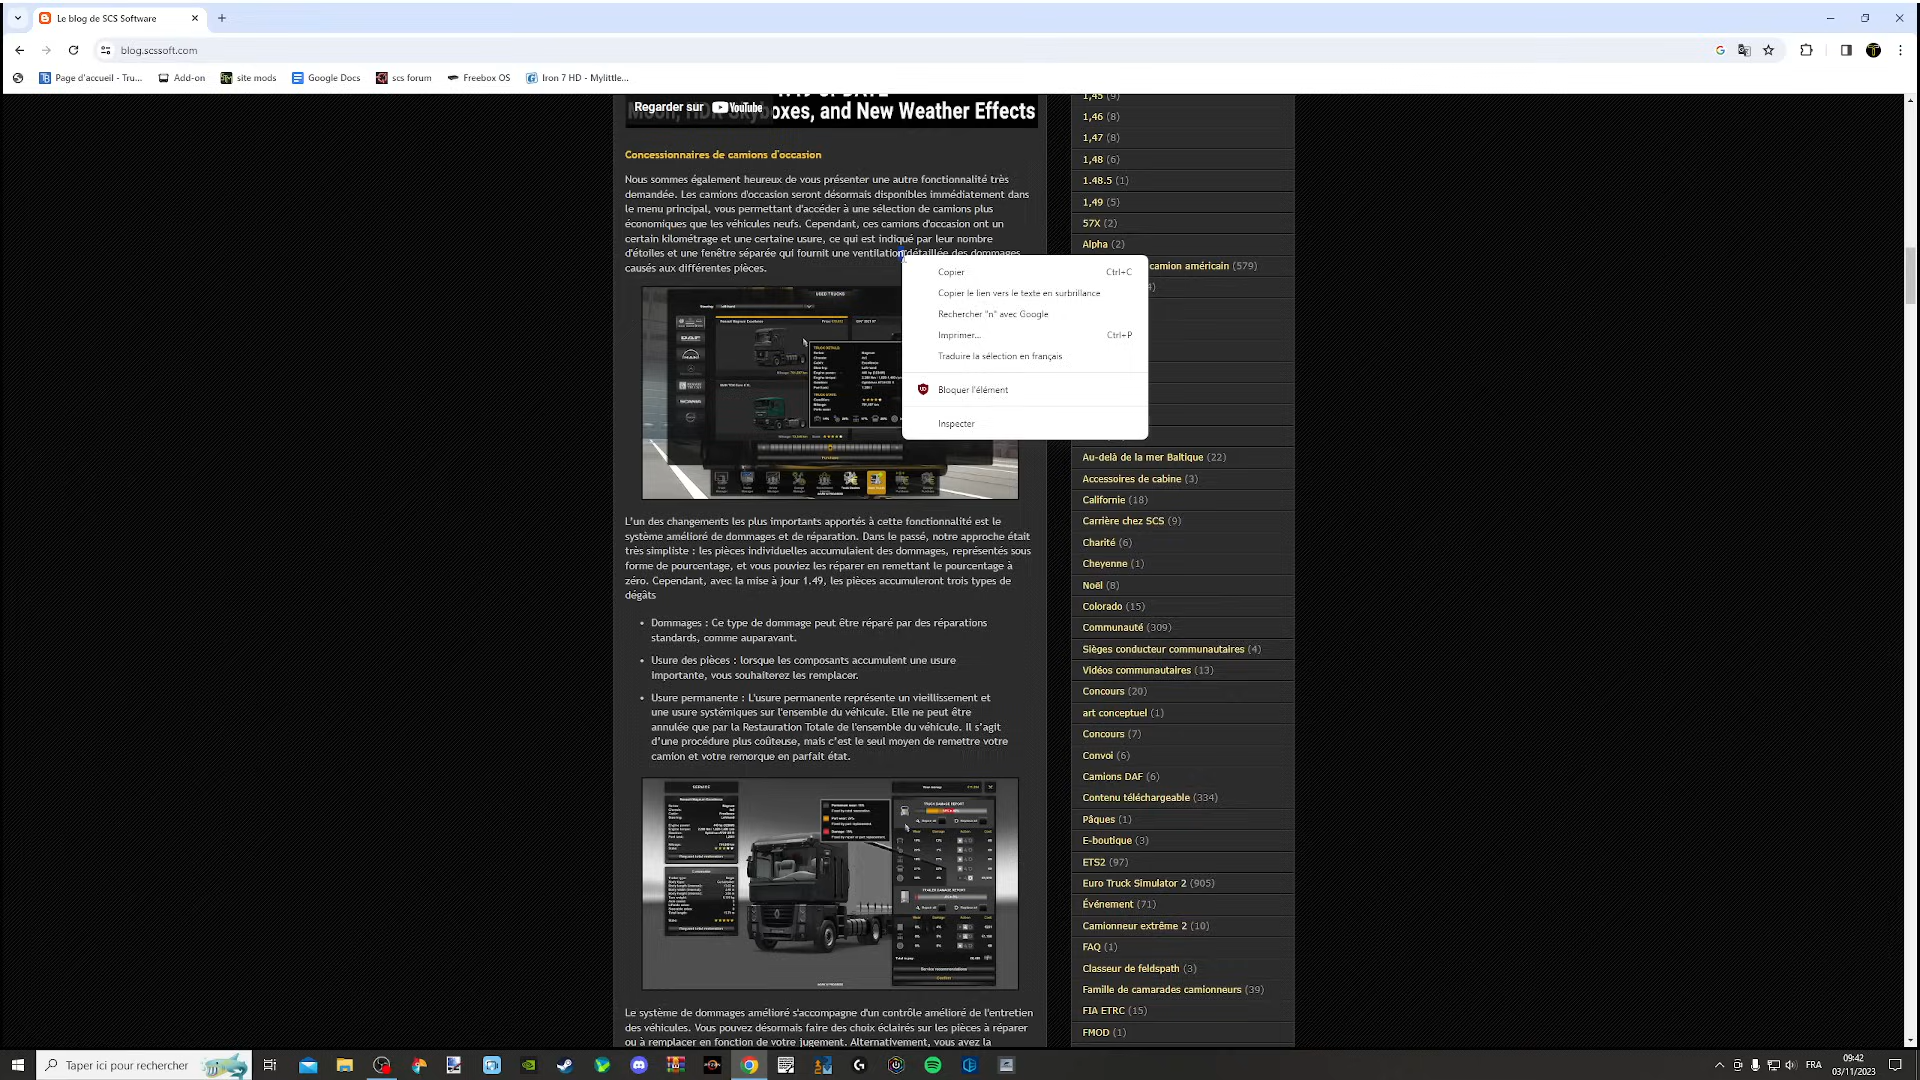 Le blog de SCS Software
blog.scssoft.com
Page d'accueil - Tru...
Add-on
site mods
Google Docs
scs forum
Freebox OS
Iron 7 HD - Mylittle...
Regarder sur YouTube
oxes, and New Weather Effects
Concessionnaires de camions d'occasion
Nous sommes également heureux de vous présenter une autre fonctionnalité très
demandée. Les camions d'occasion seront désormais disponibles immédiatement dans
le menu principal, vous permettant d'accéder à une sélection de camions plus
économiques que les véhicules neufs. Cependant, ces camions d'occasion ont un
certain kilométrage et une certaine usure, ce qui est indiqué par leur nombre
d'étoiles et une fenêtre séparée qui fournit une ventilation détaillée des dommages
causés aux différentes pièces.
Copier Ctrl+C
Copier le lien vers le texte en surbrillance
Rechercher "n" avec Google
Imprimer... Ctrl+P
Traduire la sélection en français
Bloquer l'élément
Inspecter
USED TRUCKS
DAF
SCANIA
L'un des changements les plus importants apportés à cette fonctionnalité est le
système amélioré de dommages et de réparation. Dans le passé, notre approche était
très simpliste : les pièces individuelles accumulaient des dommages, représentés sous
forme de pourcentage, et vous pouviez les réparer en remettant le pourcentage à
zéro. Cependant, avec la mise à jour 1.49, les pièces accumuleront trois types de
dégâts
• Dommages : Ce type de dommage peut être réparé par des réparations
standards, comme auparavant.
• Usure des pièces : lorsque les composants accumulent une usure
importante, vous souhaiterez les remplacer.
• Usure permanente : L'usure permanente représente un vieillissement et
une usure systémiques sur l'ensemble du véhicule. Elle ne peut être
annulée que par la Restauration Totale de l'ensemble du véhicule. Il s'agit
d'une procédure plus coûteuse, mais c'est le seul moyen de remettre votre
camion et votre remorque en parfait état.
REPAIR
TRUCK DAMAGE REPORT
TRAILER DAMAGE REPORT
Le système de dommages amélioré s'accompagne d'un contrôle amélioré de l'entretien
des véhicules. Vous pouvez désormais faire des choix éclairés sur les pièces à réparer
ou à remplacer en fonction de votre jugement. Alternativement, vous avez la
1,45 (9)
1,46 (8)
1,47 (8)
1,48 (6)
1.48.5 (1)
1,49 (5)
57X (2)
Alpha (2)
camion américain (579)
4)
Au-delà de la mer Baltique (22)
Accessoires de cabine (3)
Californie (18)
Carrière chez SCS (9)
Charité (6)
Cheyenne (1)
Noël (8)
Colorado (15)
Communauté (309)
Sièges conducteur communautaires (4)
Vidéos communautaires (13)
Concours (20)
art conceptuel (1)
Concours (7)
Convoi (6)
Camions DAF (6)
Contenu téléchargeable (334)
Pâques (1)
E-boutique (3)
ETS2 (97)
Euro Truck Simulator 2 (905)
Événement (71)
Camionneur extrême 2 (10)
FAQ (1)
Classeur de feldspath (3)
Famille de camarades camionneurs (39)
FIA ETRC (15)
FMOD (1)
Taper ici pour rechercher
FRA
09:42
03/11/2023